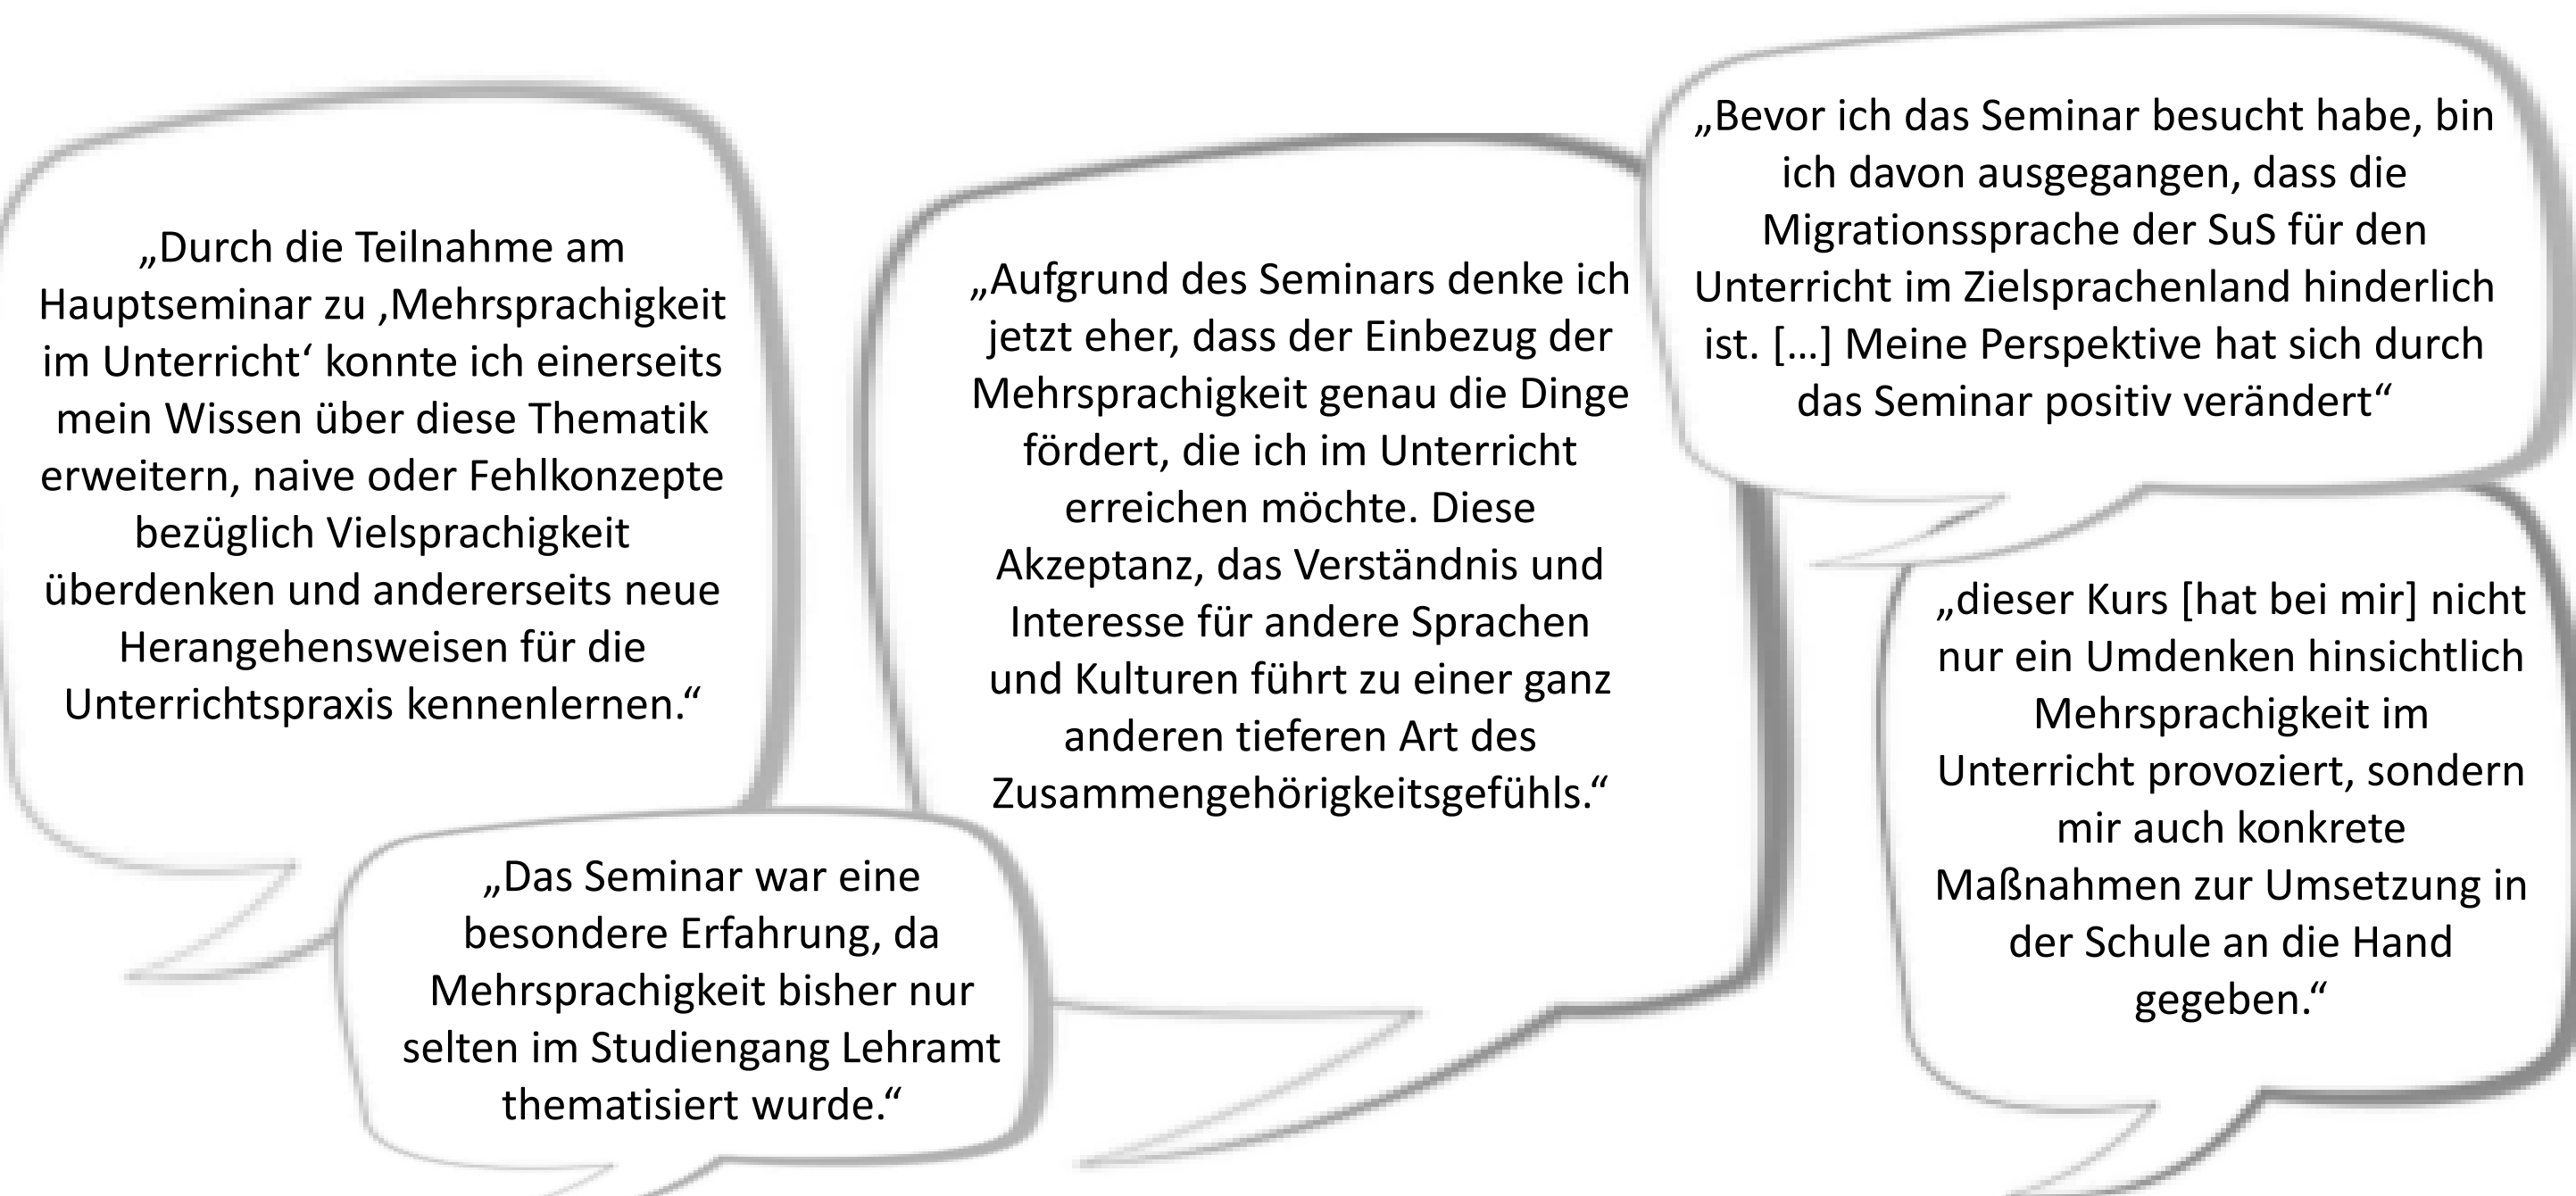 „Durch die Teilnahme am
Hauptseminar zu ‚Mehrsprachigkeit
im Unterricht‘ konnte ich einerseits
mein Wissen über diese Thematik
erweitern, naive oder Fehlkonzepte
bezüglich Vielsprachigkeit
überdenken und andererseits neue
Herangehensweisen für die
Unterrichtspraxis kennenlernen.“
„Das Seminar war eine
besondere Erfahrung, da
Mehrsprachigkeit bisher nur
selten im Studiengang Lehramt
thematisiert wurde.“
„Aufgrund des Seminars denke ich
jetzt eher, dass der Einbezug der
Mehrsprachigkeit genau die Dinge
fördert, die ich im Unterricht
erreichen möchte. Diese
Akzeptanz, das Verständnis und
Interesse für andere Sprachen
und Kulturen führt zu einer ganz
anderen tieferen Art des
Zusammengehörigkeitsgefühls.“
„Bevor ich das Seminar besucht habe, bin
ich davon ausgegangen, dass die
Migrationssprache der SuS für den
Unterricht im Zielsprachenland hinderlich
ist. […] Meine Perspektive hat sich durch
das Seminar positiv verändert“
„dieser Kurs [hat bei mir] nicht
nur ein Umdenken hinsichtlich
Mehrsprachigkeit im
Unterricht provoziert, sondern
mir auch konkrete
Maßnahmen zur Umsetzung in
der Schule an die Hand
gegeben.“